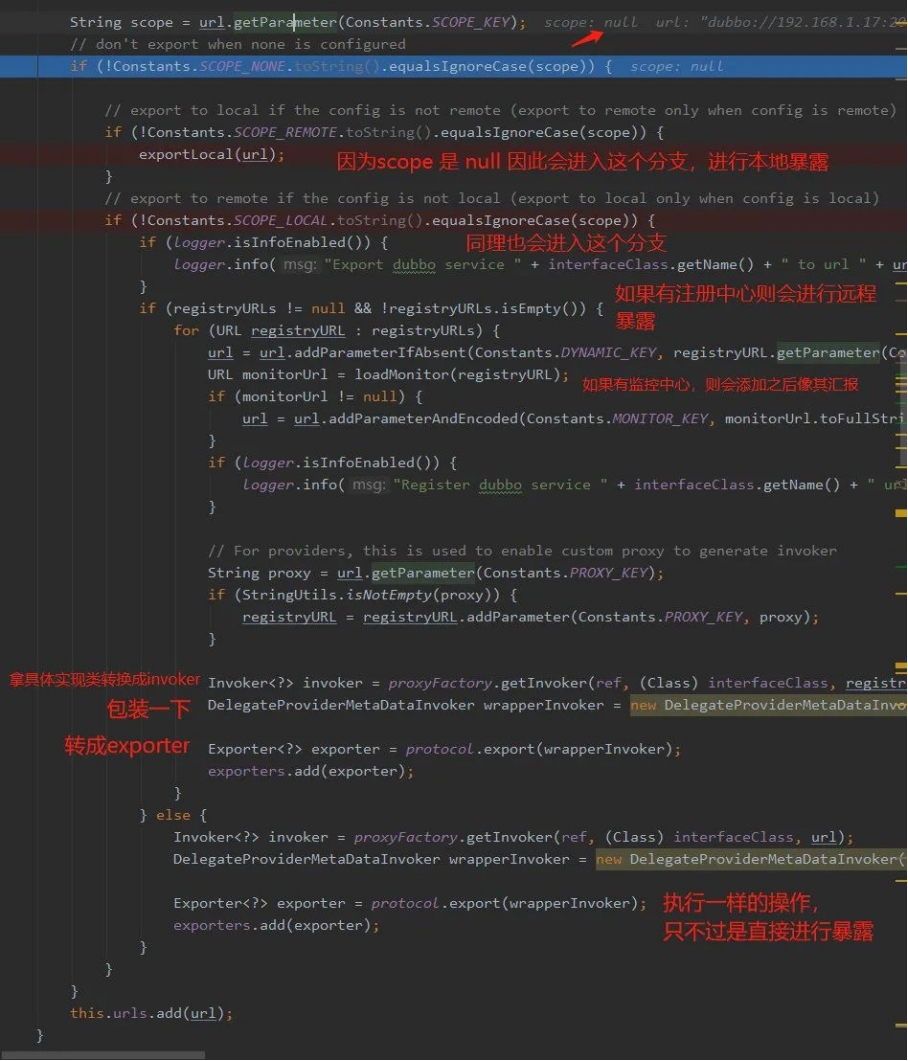 String scope = url.getParameter(Constants.SCOPE_KEY); scope: null url: "dubbo://192.168.1.17:20
// don't export when none is configured
if (!Constants.SCOPE_NONE.toString().equalsIgnoreCase(scope)) { scope: null
// export to local if the config is not remote (export to remote only when config is remote)
if (!Constants.SCOPE_REMOTE.toString().equalsIgnoreCase(scope)) {
exportLocal(url); 因为scope 是 null 因此会进入这个分支，进行本地暴露
}
// export to remote if the config is not local (export to local only when config is local)
if (!Constants.SCOPE_LOCAL.toString().equalsIgnoreCase(scope)) {
if (logger.isInfoEnabled()) { 同理也会进入这个分支
logger.info( msg: "Export dubbo service " + interfaceClass.getName() + " to url " + ur
}
如果有注册中心则会进行远程
暴露
if (registryURLs != null && !registryURLs.isEmpty()) {
for (URL registryURL : registryURLs) {
url = url.addParameterIfAbsent(Constants.DYNAMIC_KEY, registryURL.getParameter(Co
URL monitorUrl = loadMonitor(registryURL); 如果有监控中心，则会添加之后像其汇报
if (monitorUrl != null) {
url = url.addParameterAndEncoded(Constants.MONITOR_KEY, monitorUrl.toFullStri
}
if (logger.isInfoEnabled()) {
logger.info( msg: "Register dubbo service " + interfaceClass.getName() + " url
}
// For providers, this is used to enable custom proxy to generate invoker
String proxy = url.getParameter(Constants.PROXY_KEY);
if (StringUtils.isNotEmpty(proxy)) {
registryURL = registryURL.addParameter(Constants.PROXY_KEY, proxy);
}
拿具体实现类转换成invoker Invoker<?> invoker = proxyFactory.getInvoker(ref, (Class) interfaceClass, registr
包装一下 DelegateProviderMetaDataInvoker wrapperInvoker = new DelegateProviderMetaDataInvo
转成exporter Exporter<?> exporter = protocol.export(wrapperInvoker);
exporters.add(exporter);
}
} else {
Invoker<?> invoker = proxyFactory.getInvoker(ref, (Class) interfaceClass, url);
DelegateProviderMetaDataInvoker wrapperInvoker = new DelegateProviderMetaDataInvoker(
Exporter<?> exporter = protocol.export(wrapperInvoker); 执行一样的操作，
exporters.add(exporter); 只不过是直接进行暴露
}
}
}
this.urls.add(url);
}